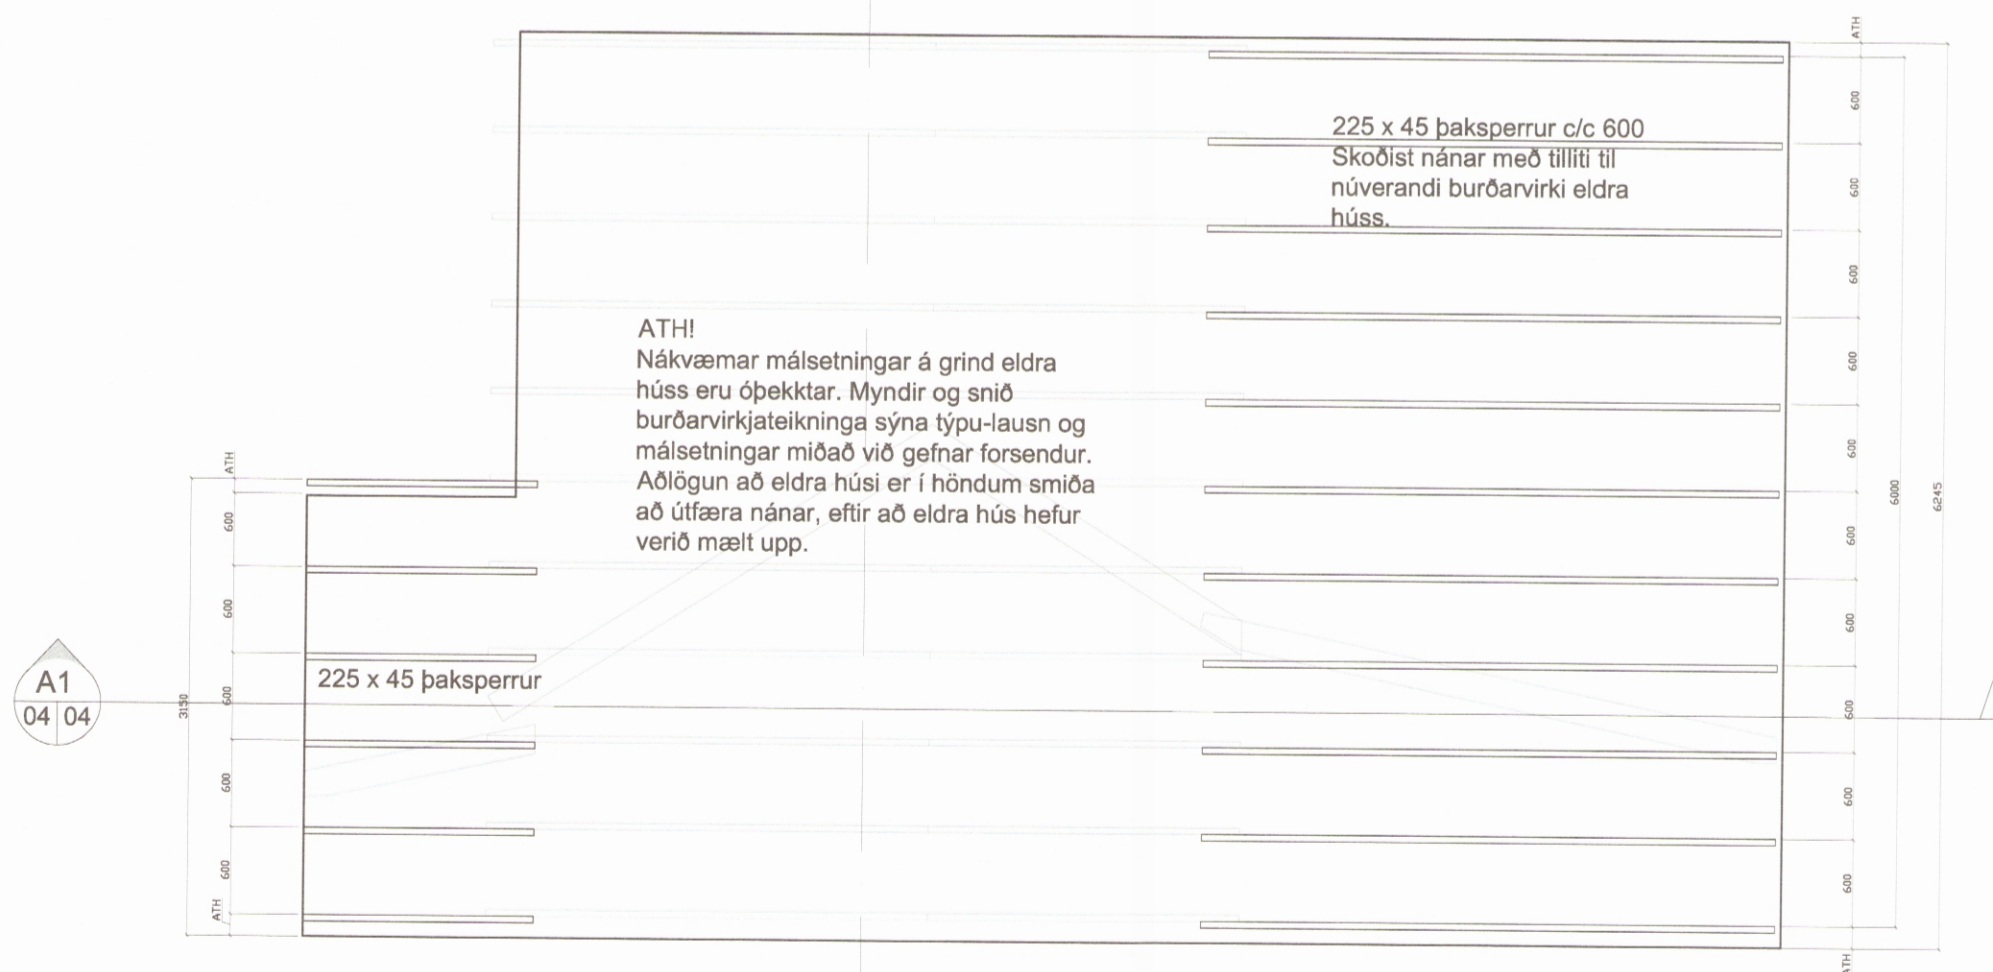 ATH
225 x 45 þaksperrur c/c 600
Skoðist nánar með tilliti til
núverandi burðarvirki eldra
húss.
600
600
600
600
600
600
600
600
600
600
ATH
6000
6245
ATH!
Nákvæmar málsetningar á grind eldra
húss eru óþekktar. Myndir og snið
burðarvirkjateikninga sýna týpu-lausn og
málsetningar miðað við gefnar forsendur.
Aðlögun að eldra húsi er í höndum smiða
að útfæra nánar, eftir að eldra hús hefur
verið mælt upp.
ATH
600
600
600
600
600
ATH
3150
225 x 45 þaksperrur
A1
04 04